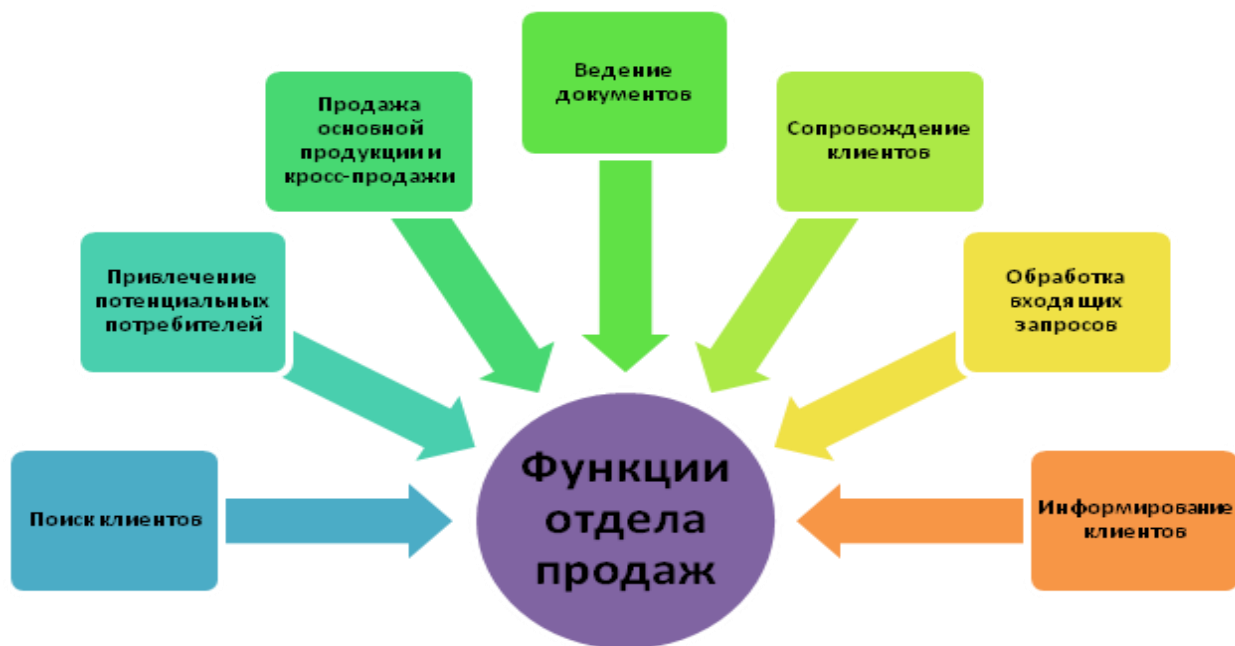 Поиск клиентов
Привлечение
потенциальных
потребителей
Продажа
основной
продукции и
кросс-продажи
Ведение
документов
Сопровождение
клиентов
Обработка
входящих
запросов
Информирование
клиентов
Функции
отдела
продаж